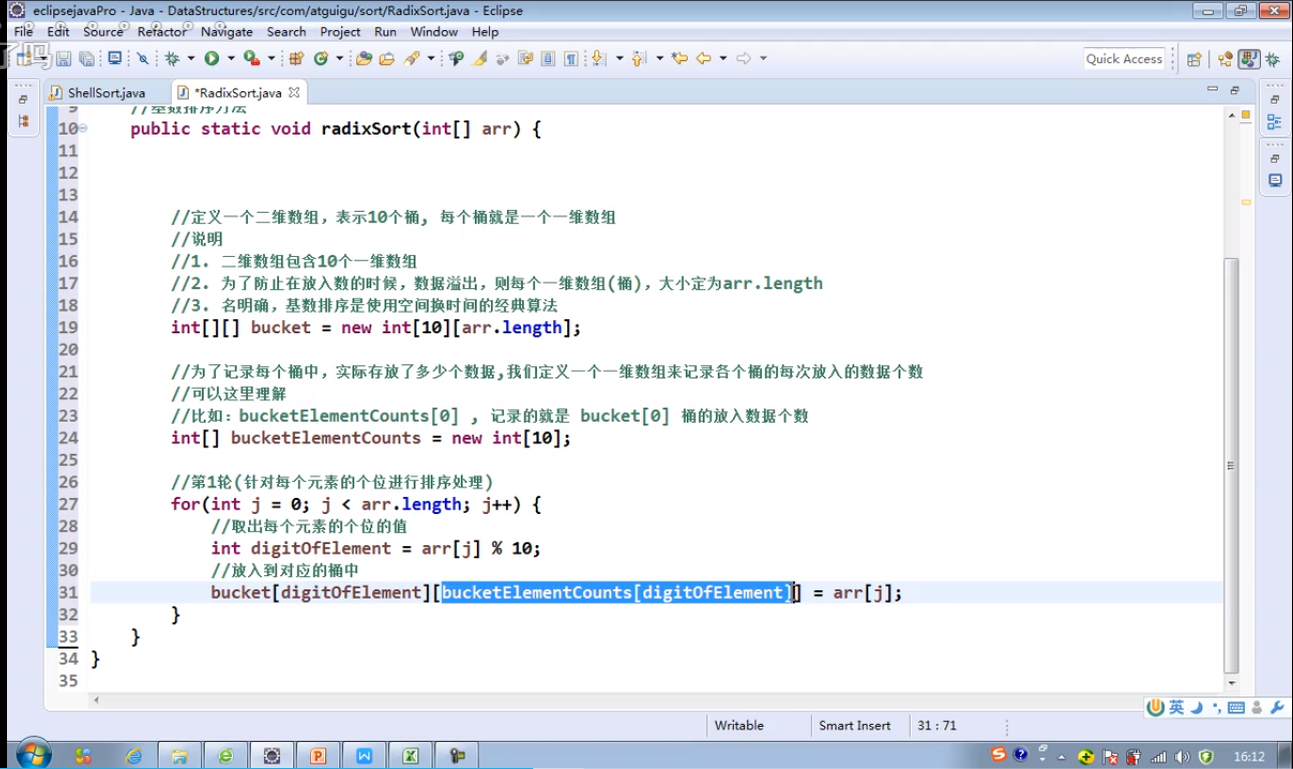 eclipsejavaPro - Java - DataStructures/src/com/atguigu/sort/RadixSort.java - Eclipse
File Edit Source Refactor Navigate Search Project Run Window Help
Quick Access
ShellSort.java *RadixSort.java
9 //基数排序方法
10 public static void radixSort(int[] arr) {
11
12
13
14 //定义一个二维数组，表示10个桶, 每个桶就是一个一维数组
15 //说明
16 //1. 二维数组包含10个一维数组
17 //2. 为了防止在放入数的时候，数据溢出，则每个一维数组(桶)，大小定为arr.length
18 //3. 名明确，基数排序是使用空间换时间的经典算法
19 int[][] bucket = new int[10][arr.length];
20
21 //为了记录每个桶中，实际存放了多少个数据,我们定义一个一维数组来记录各个桶的每次放入的数据个数
22 //可以这里理解
23 //比如：bucketElementCounts[0] , 记录的就是 bucket[0] 桶的放入数据个数
24 int[] bucketElementCounts = new int[10];
25
26 //第1轮(针对每个元素的个位进行排序处理)
27 for(int j = 0; j < arr.length; j++) {
28 //取出每个元素的个位的值
29 int digitOfElement = arr[j] % 10;
30 //放入到对应的桶中
31 bucket[digitOfElement][bucketElementCounts[digitOfElement]] = arr[j];
32 }
33 }
34 }
35
英
Writable Smart Insert 31 : 71
16:12